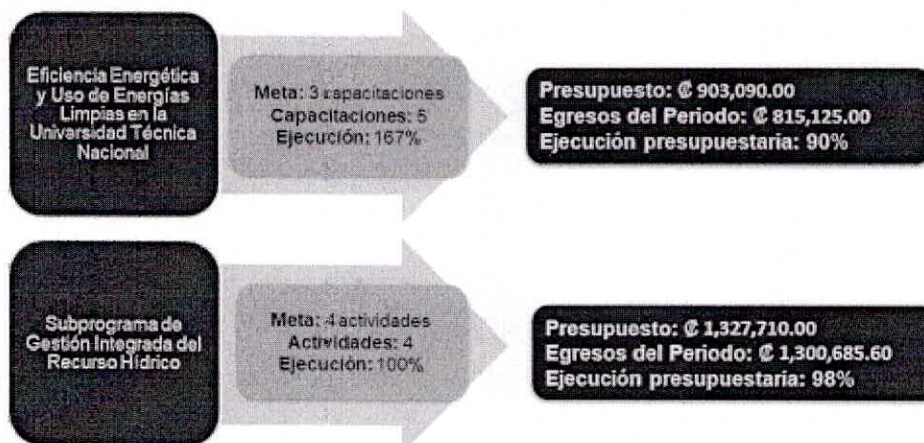 Eficiencia Energética
y Uso de Energías
Limpias en la
Universidad Técnica
Nacional
Meta: 3 capacitaciones
Capacitaciones: 5
Ejecución: 167%
Presupuesto: ₡ 903,090.00
Egresos del Periodo: ₡ 815,125.00
Ejecución presupuestaria: 90%
Subprograma de
Gestión Integrada del
Recurso Hídrico
Meta: 4 actividades
Actividades: 4
Ejecución: 100%
Presupuesto: ₡ 1,327,710.00
Egresos del Periodo: ₡ 1,300,685.60
Ejecución presupuestaria: 98%